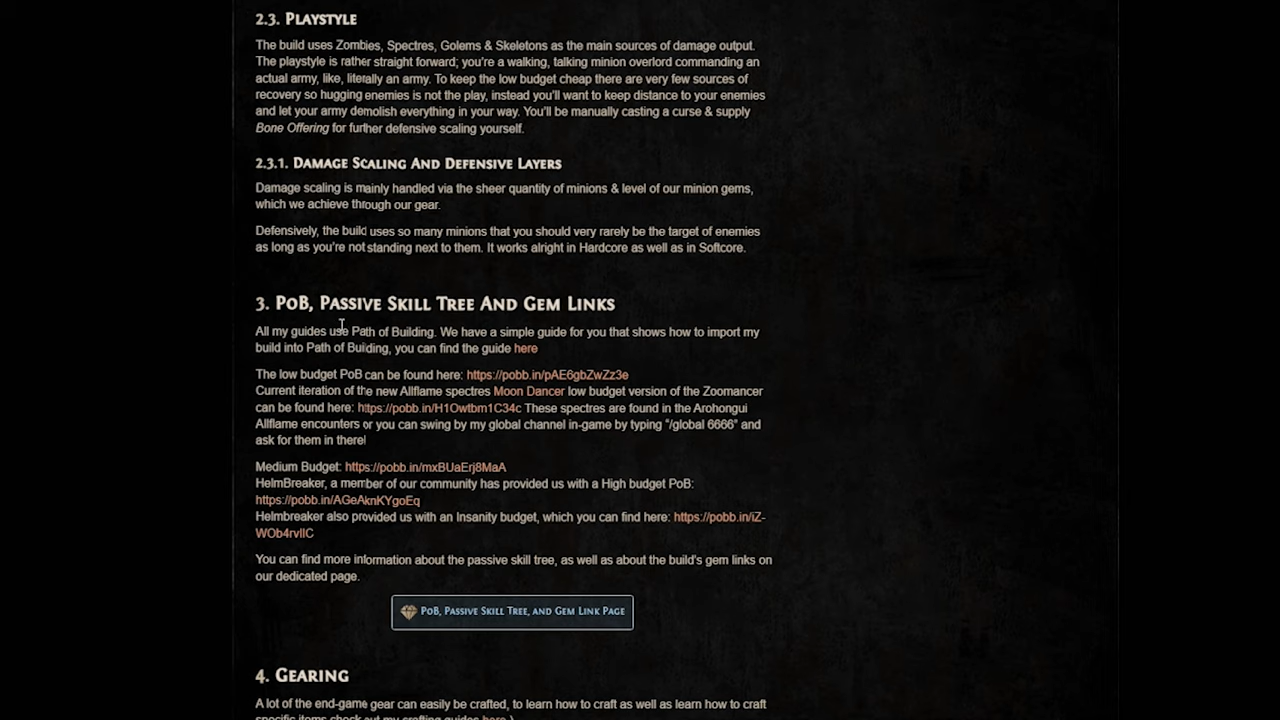 2.3. Playstyle
The build uses Zombies, Spectres, Golems & Skeletons as the main sources of damage output.
The playstyle is rather straight forward; you're a walking, talking minion overlord commanding an
actual army, like, literally an army. To keep the low budget cheap there are very few sources of
recovery so hugging enemies is not the play, instead you'll want to keep distance to your enemies
and let your army demolish everything in your way. You'll be manually casting a curse & supply
Bone Offering for further defensive scaling yourself.
2.3.1. Damage Scaling And Defensive Layers
Damage scaling is mainly handled via the sheer quantity of minions & level of our minion gems,
which we achieve through our gear.
Defensively, the build uses so many minions that you should very rarely be the target of enemies
as long as you're not standing next to them. It works alright in Hardcore as well as in Softcore.
3. PoB, Passive Skill Tree And Gem Links
All my guides use Path of Building. We have a simple guide for you that shows how to import my
build into Path of Building, you can find the guide here
The low budget PoB can be found here: https://pobb.in/pAE6gbZwZz3e
Current iteration of the new Allflame spectres Moon Dancer low budget version of the Zoomancer
can be found here: https://pobb.in/H1Owtbm1C34c These spectres are found in the Arohongui
Allflame encounters or you can swing by my global channel in-game by typing "/global 6666" and
ask for them in there!
Medium Budget: https://pobb.in/mxBUaErj8MaA
HelmBreaker, a member of our community has provided us with a High budget PoB:
https://pobb.in/AGeAknKYgoEq
Helmbreaker also provided us with an Insanity budget, which you can find here: https://pobb.in/iZ-
WOb4rvlIC
You can find more information about the passive skill tree, as well as about the build's gem links on
our dedicated page.
PoB, Passive Skill Tree, and Gem Link Page
4. Gearing
A lot of the end-game gear can easily be crafted, to learn how to craft as well as learn how to craft
specific items check out my crafting guides here )